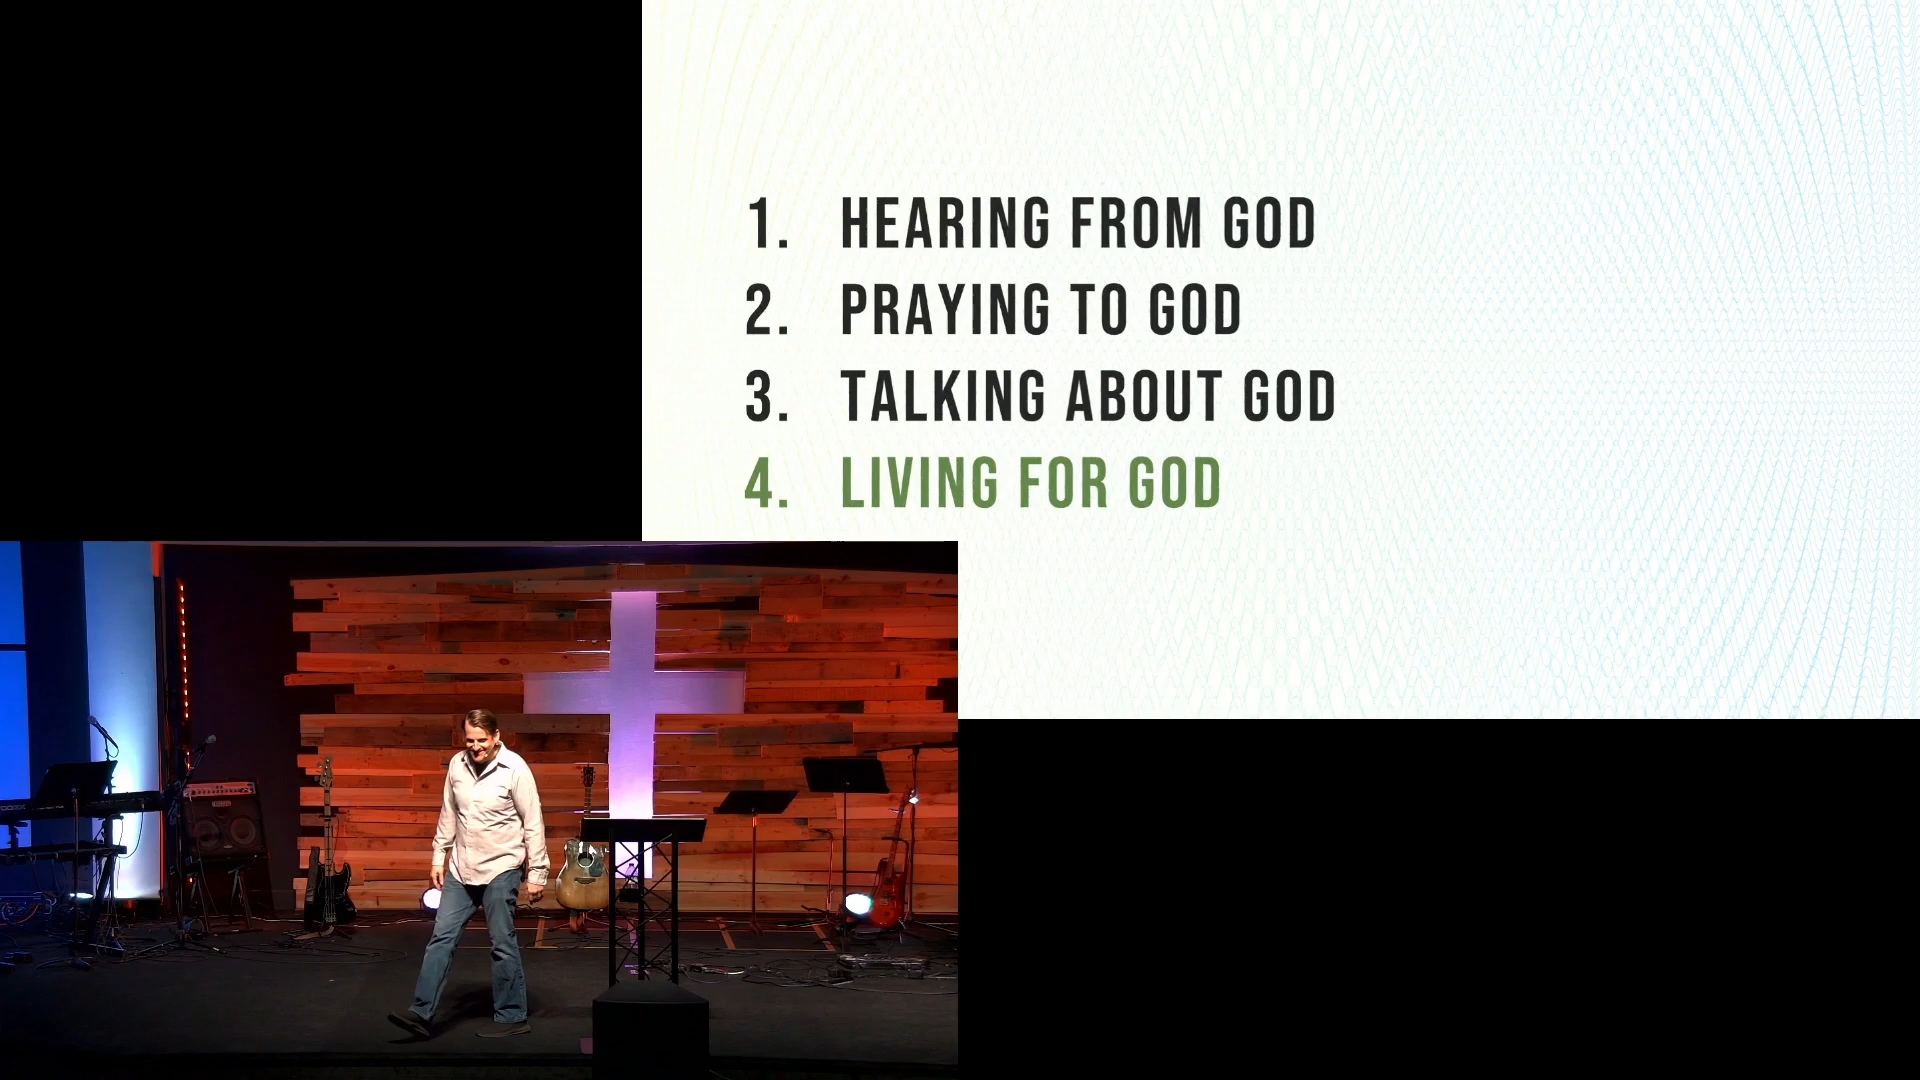 1. HEARING FROM GOD
2. PRAYING TO GOD
3. TALKING ABOUT GOD
4. LIVING FOR GOD